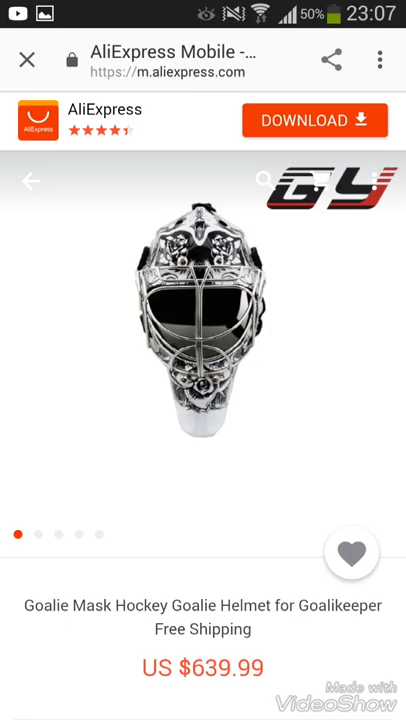 50% 23:07
AliExpress Mobile -...
https://m.aliexpress.com
AliExpress
AliExpress
DOWNLOAD
GY
Goalie Mask Hockey Goalie Helmet for Goalikeeper
Free Shipping
US $639.99
Made with
VideoShow